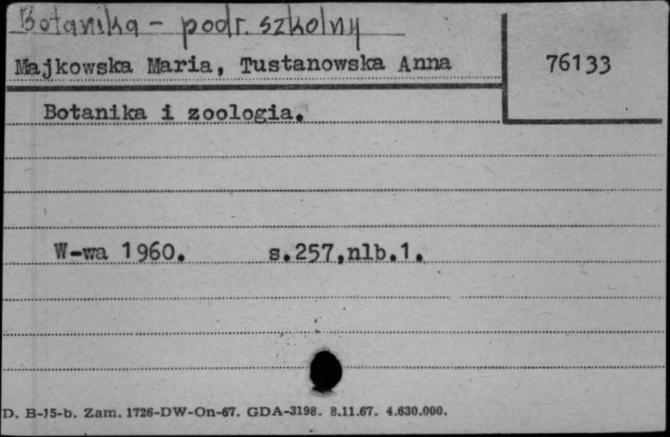 Botanika - podr. szkolny
Majkowska Maria, Tustanowska Anna
76133
Botanika i zoologia.
W-wa 1960. s.257,nlb.1.
D. B-15-b. Zam. 1726-DW-On-67. GDA-3198. 8.11.67. 4.630.000.